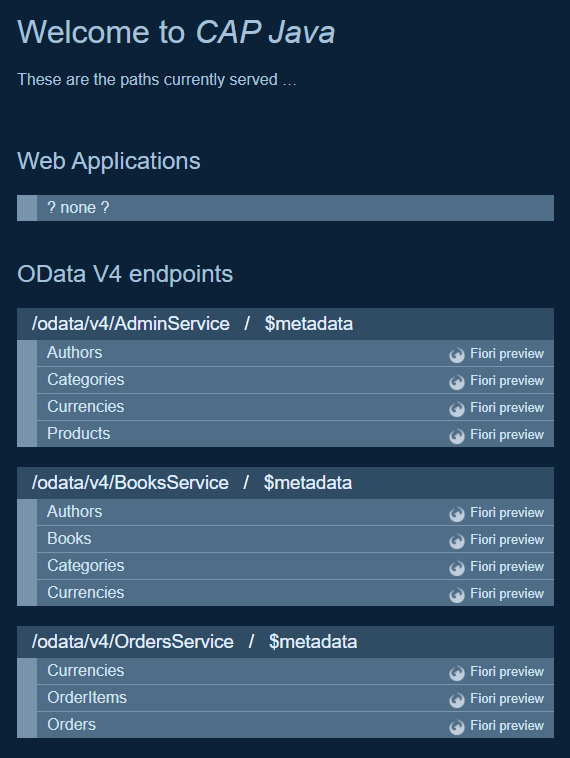 Welcome to CAP Java
These are the paths currently served …
Web Applications
? none ?
OData V4 endpoints
/odata/v4/AdminService / $metadata
Authors Fiori preview
Categories Fiori preview
Currencies Fiori preview
Products Fiori preview
/odata/v4/BooksService / $metadata
Authors Fiori preview
Books Fiori preview
Categories Fiori preview
Currencies Fiori preview
/odata/v4/OrdersService / $metadata
Currencies Fiori preview
OrderItems Fiori preview
Orders Fiori preview